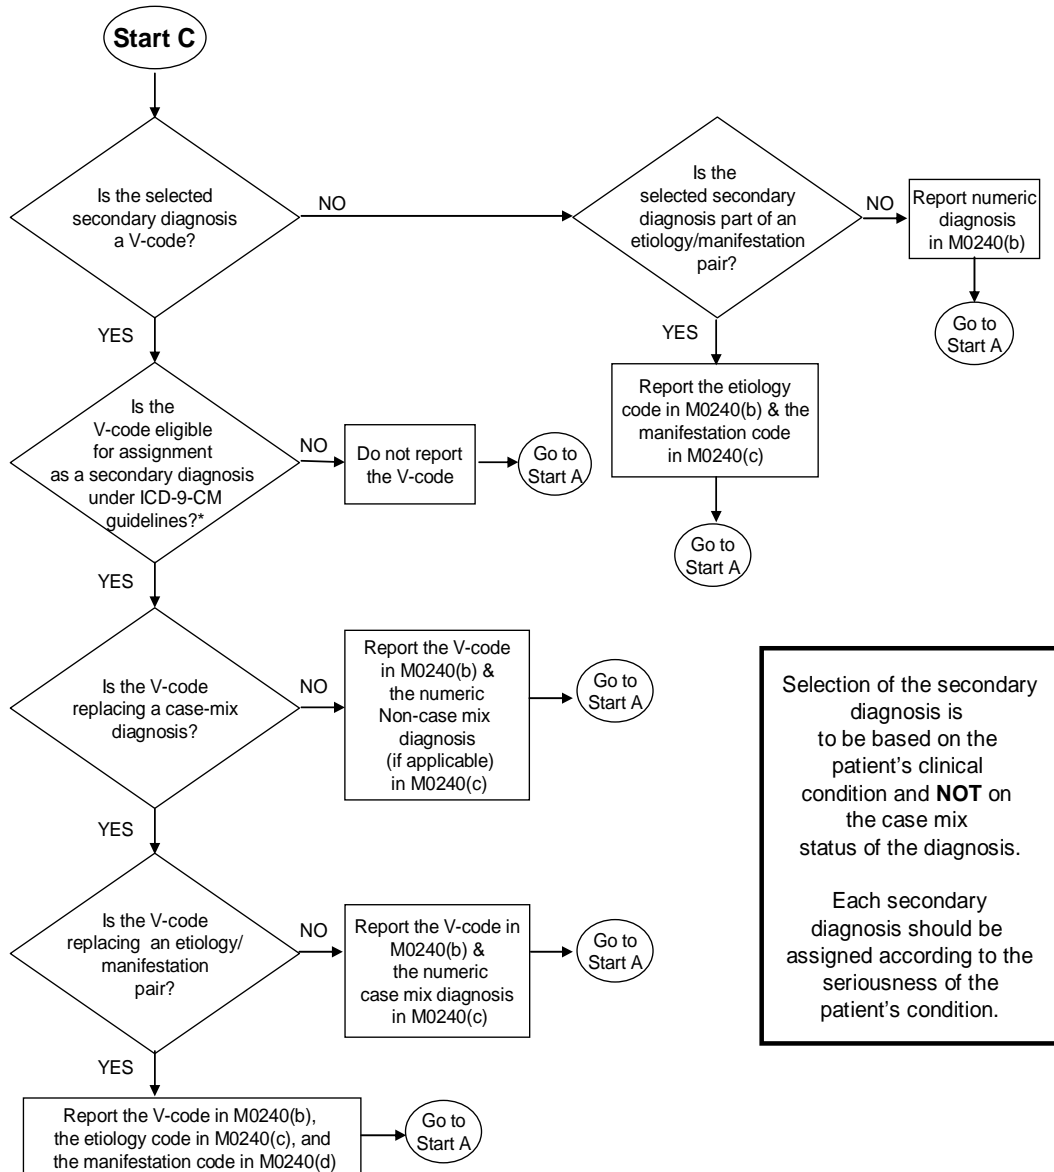 Start C
Is the selected
secondary diagnosis
a V-code?
NO
Is the
selected secondary
diagnosis part of an
etiology/manifestation
pair?
NO
Report numeric
diagnosis
in M0240(b)
Go to
Start A
YES
Report the etiology
code in M0240(b) & the
manifestation code
in M0240(c)
Go to
Start A
YES
Is the
V-code eligible
for assignment
as a secondary diagnosis
under ICD-9-CM
guidelines?*
NO
Do not report
the V-code
Go to
Start A
YES
Is the V-code
replacing a case-mix
diagnosis?
NO
Report the V-code
in M0240(b) &
the numeric
Non-case mix
diagnosis
(if applicable)
in M0240(c)
Go to
Start A
YES
Is the V-code
replacing an etiology/
manifestation
pair?
NO
Report the V-code in
M0240(b) &
the numeric
case mix diagnosis
in M0240(c)
Go to
Start A
YES
Report the V-code in M0240(b),
the etiology code in M0240(c), and
the manifestation code in M0240(d)
Go to
Start A
Selection of the secondary
diagnosis is
to be based on the
patient's clinical
condition and NOT on
the case mix
status of the diagnosis.
Each secondary
diagnosis should be
assigned according to the
seriousness of the
patient's condition.